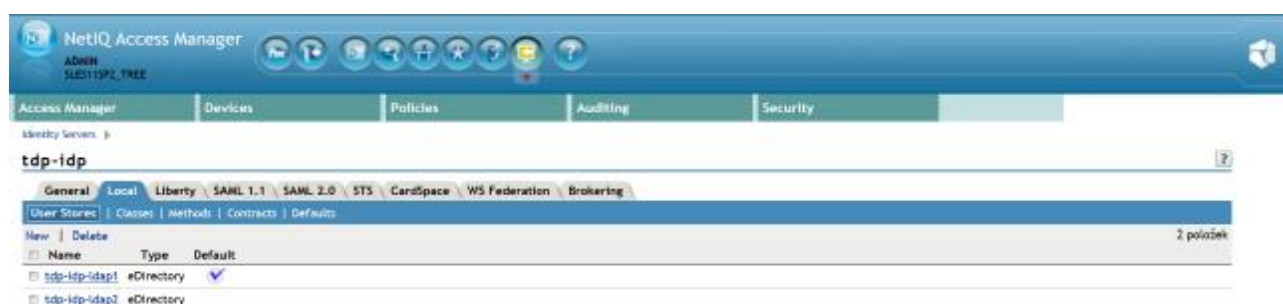 NetIQ Access Manager
ADMIN
SLES11SP2_TREE
Access Manager Devices Policies Auditing Security
Identity Servers
tdp-idp ?
General Local Liberty SAML 1.1 SAML 2.0 STS CardSpace WS Federation Brokering
User Stores | Classes | Methods | Contracts | Defaults
New | Delete 2 položek
Name Type Default
tdp-idp-ldap1 eDirectory
tdp-idp-ldap2 eDirectory